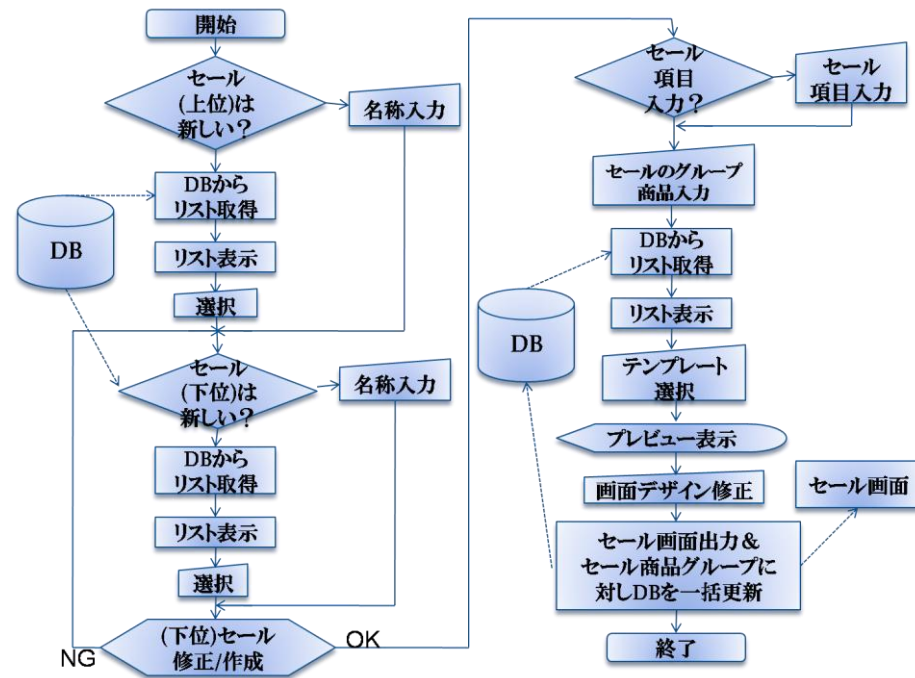 開始
セール
(上位)は
新しい？
名称入力
DBから
リスト取得
DB
リスト表示
選択
セール
(下位)は
新しい？
名称入力
DBから
リスト取得
リスト表示
選択
(下位)セール
修正/作成
NG
OK
セール
項目
入力？
セール
項目入力
セールのグループ
商品入力
DBから
リスト取得
DB
リスト表示
テンプレート
選択
プレビュー表示
画面デザイン修正
セール画面
セール画面出力＆
セール商品グループに
対しDBを一括更新
終了